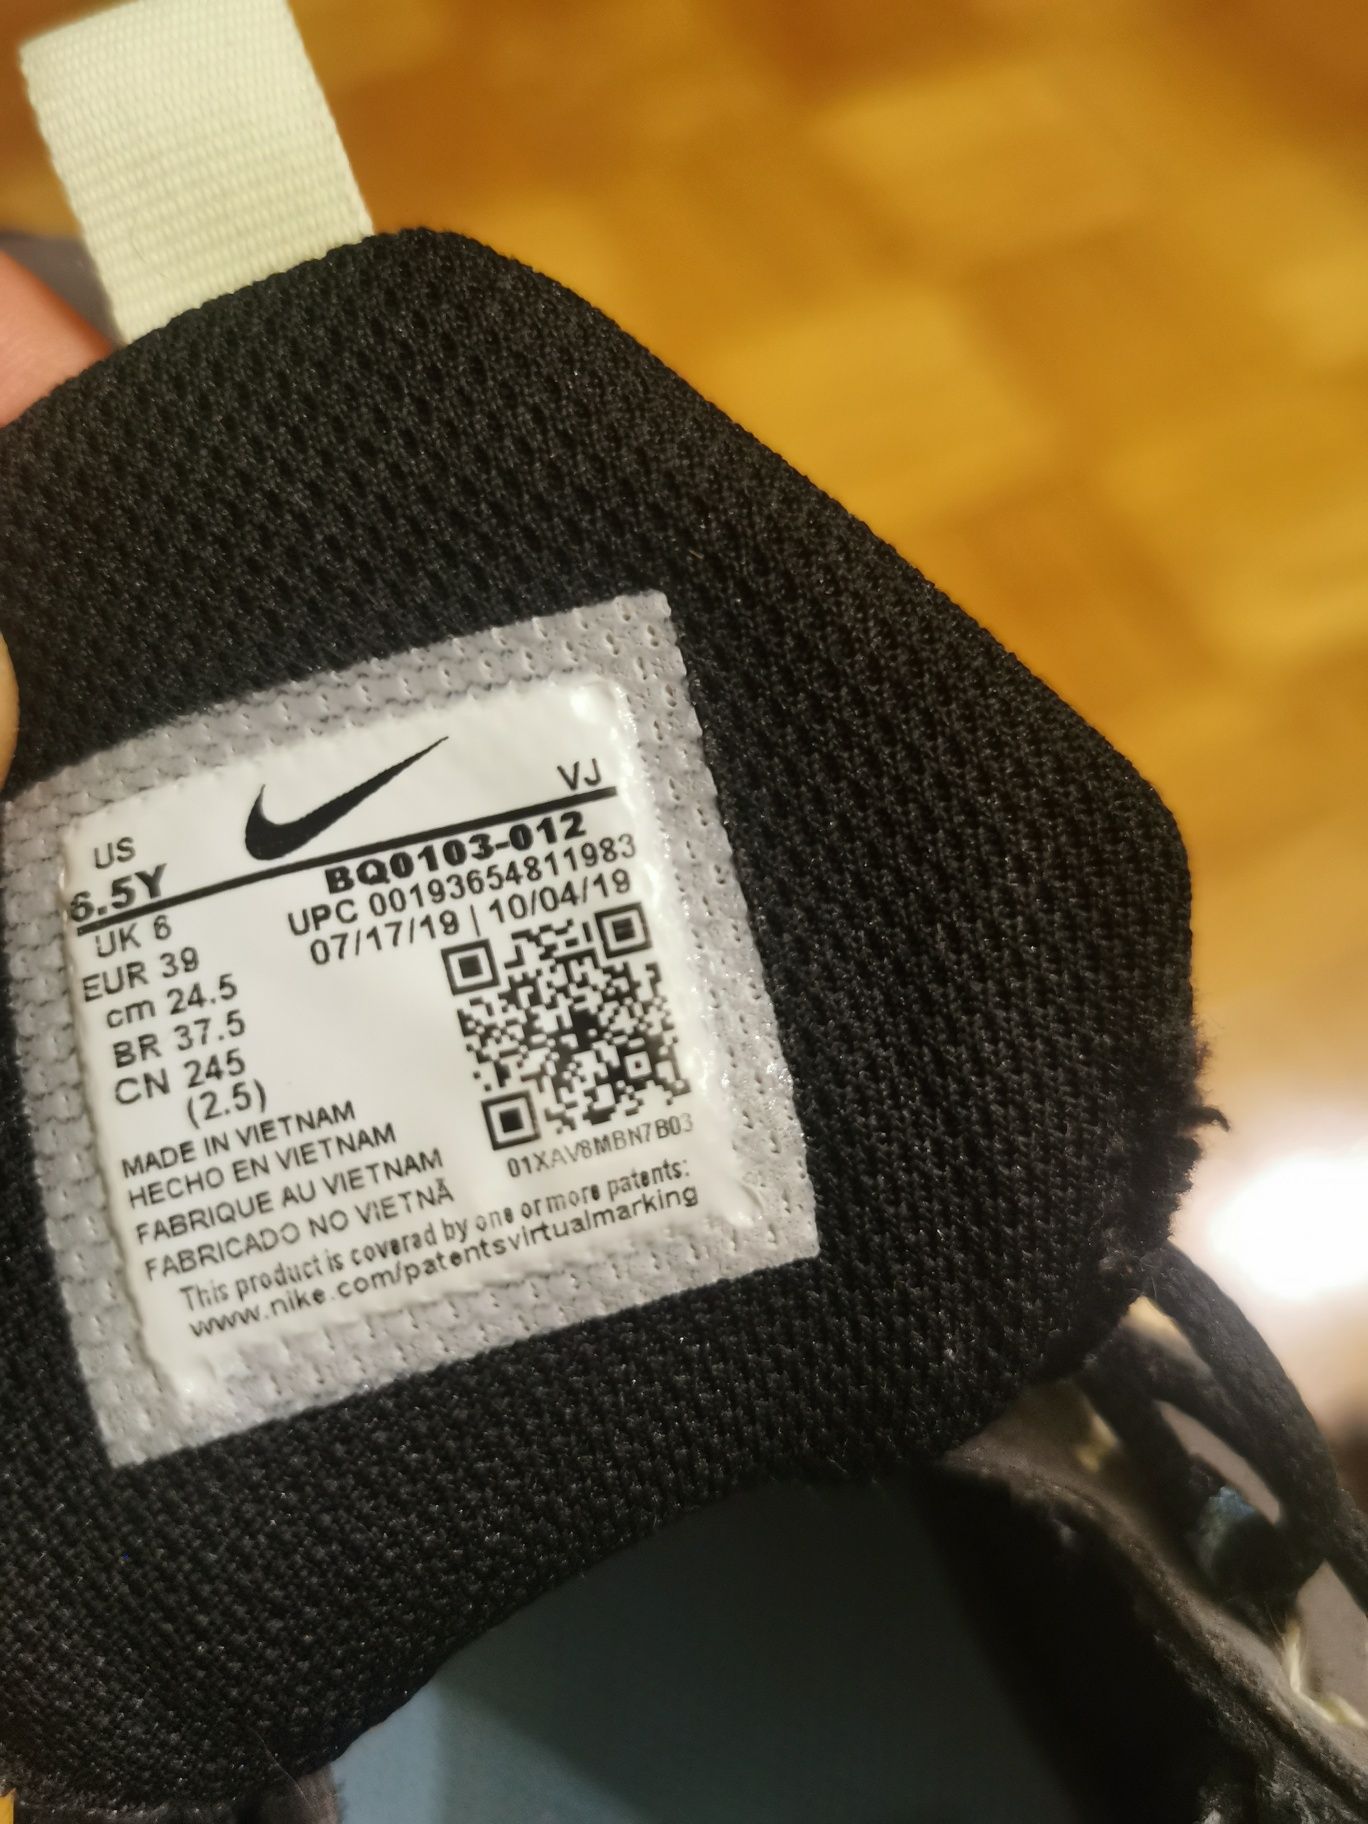 VJ
US
6.5Y
BQ0103-012
UPC 00193654811983
07/17/19 | 10/04/19
UK 6
EUR 39
cm 24.5
BR 37.5
CN 245
(2.5)
MADE IN VIETNAM
HECHO EN VIETNAM
FABRIQUE AU VIETNAM
FABRICADO NO VIETNÃ
01XAV8MBN7B03
This product is covered by one or more patents:
www.nike.com/patentsvirtualmarking